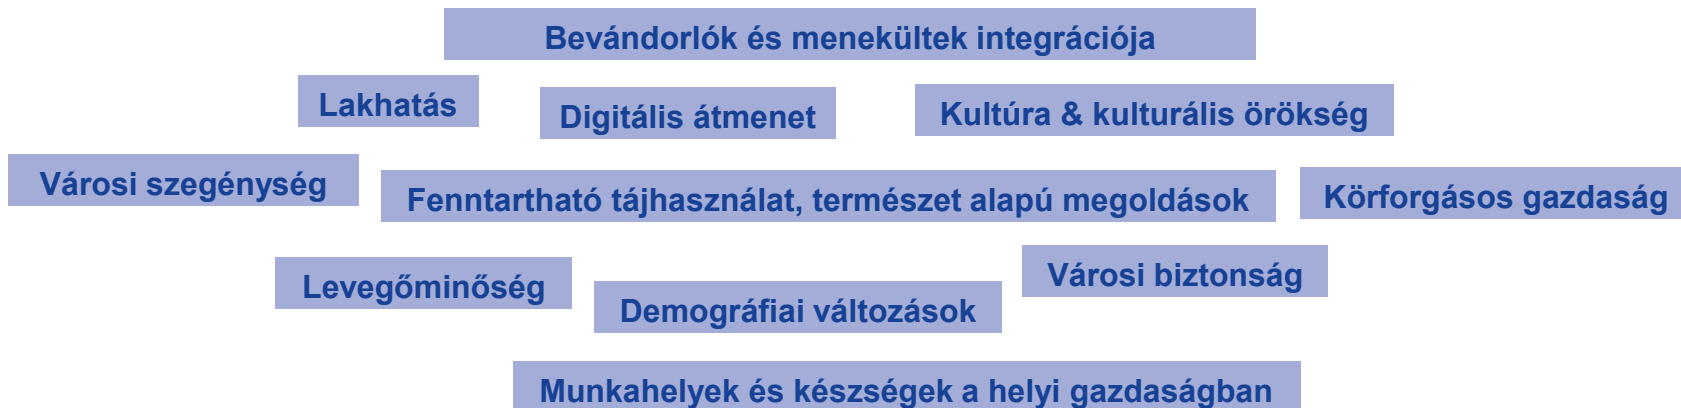 Bevándorlók és menekültek integrációja
Lakhatás
Digitális átmenet
Kultúra & kulturális örökség
Városi szegénység
Fenntartható tájhasználat, természet alapú megoldások
Körforgásos gazdaság
Levegőminőség
Városi biztonság
Demográfiai változások
Munkahelyek és készségek a helyi gazdaságban